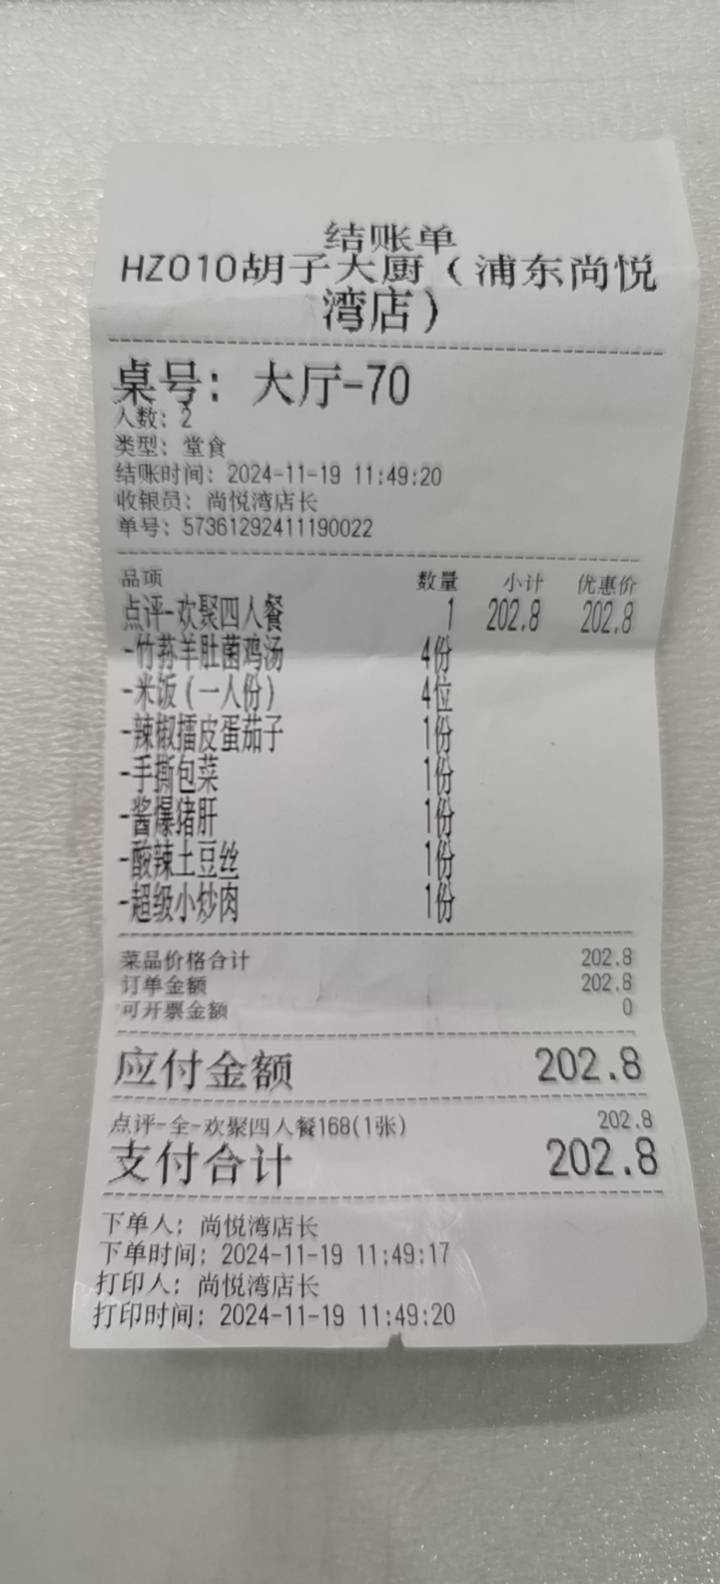 结账单
HZ010胡子大厨（浦东尚悦
湾店）
桌号：大厅-70
人数：2
类型：堂食
结账时间：2024-11-19 11:49:20
收银员：尚悦湾店长
单号：57361292411190022
品项 数量 小计 优惠价
点评-欢聚四人餐 1 202.8 202.8
-竹荪羊肚菌鸡汤 4份
-米饭（一人份） 4位
-辣椒擂皮蛋茄子 1份
-手撕包菜 1份
-酱爆猪肝 1份
-酸辣土豆丝 1份
-超级小炒肉 1份
菜品价格合计 202.8
订单金额 202.8
可开票金额 0
应付金额 202.8
点评-全-欢聚四人餐168(1张) 202.8
支付合计 202.8
下单人：尚悦湾店长
下单时间：2024-11-19 11:49:17
打印人：尚悦湾店长
打印时间：2024-11-19 11:49:20